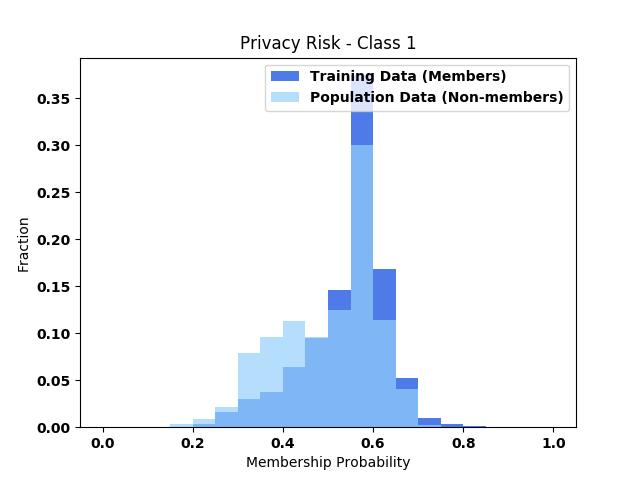 Privacy Risk - Class 1
Training Data (Members)
Population Data (Non-members)
0.35
0.30
0.25
0.20
0.15
0.10
0.05
0.00
Fraction
0.0 0.2 0.4 0.6 0.8 1.0
Membership Probability